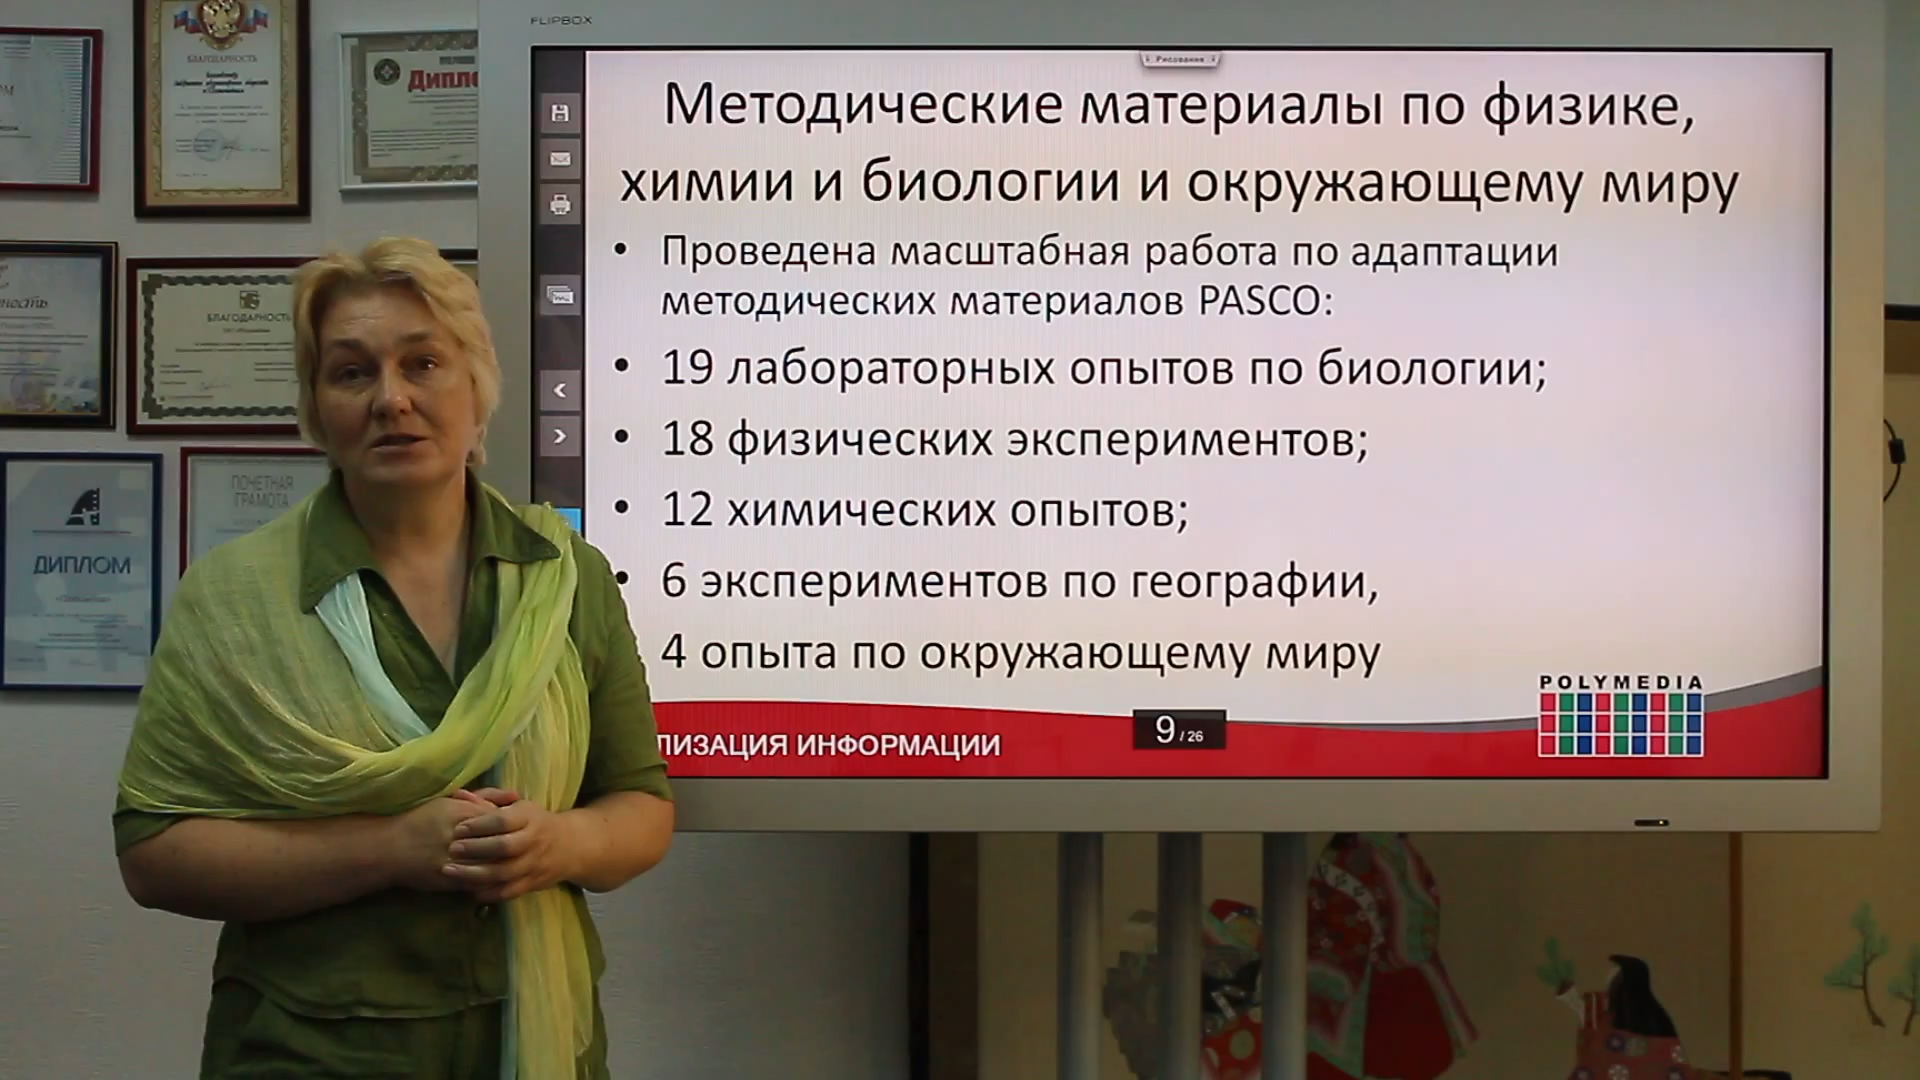 FLIPBOX
Рисование
Методические материалы по физике,
химии и биологии и окружающему миру
• Проведена масштабная работа по адаптации
методических материалов PASCO:
• 19 лабораторных опытов по биологии;
• 18 физических экспериментов;
• 12 химических опытов;
• 6 экспериментов по географии,
4 опыта по окружающему миру
POLYMEDIA
ЛИЗАЦИЯ ИНФОРМАЦИИ
9 / 26
БЛАГОДАРНОСТЬ
Дипло
БЛАГОДАРНОСТЬ
ПОЧЕТНАЯ
ГРАМОТА
ДИПЛОМ